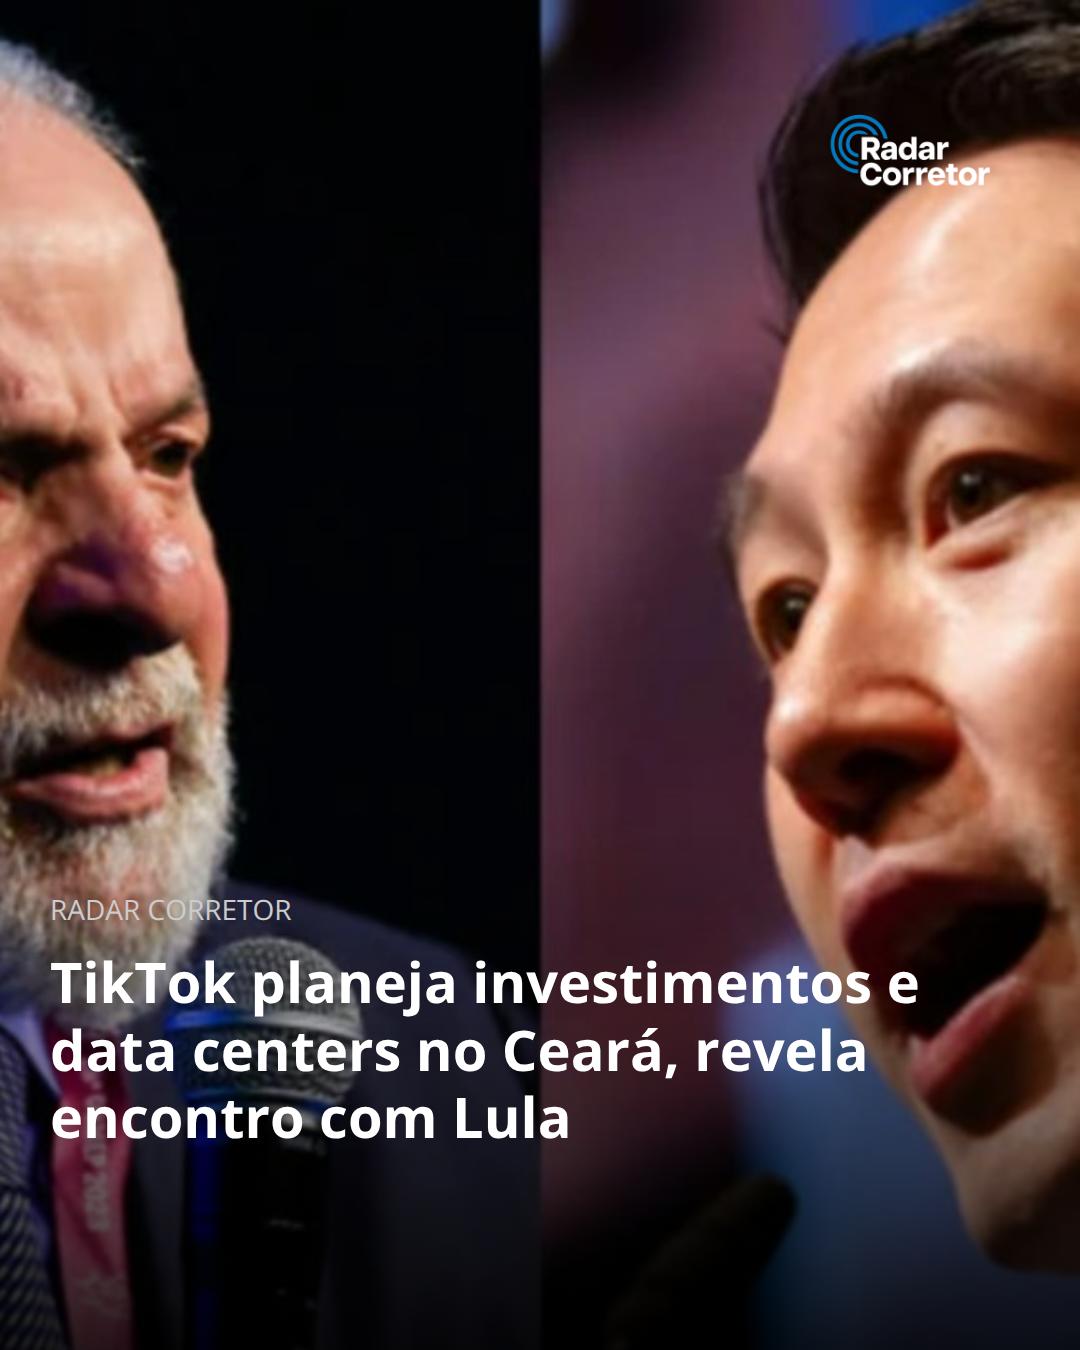 Radar
Corretor
RADAR CORRETOR
TikTok planeja investimentos e
data centers no Ceará, revela
encontro com Lula